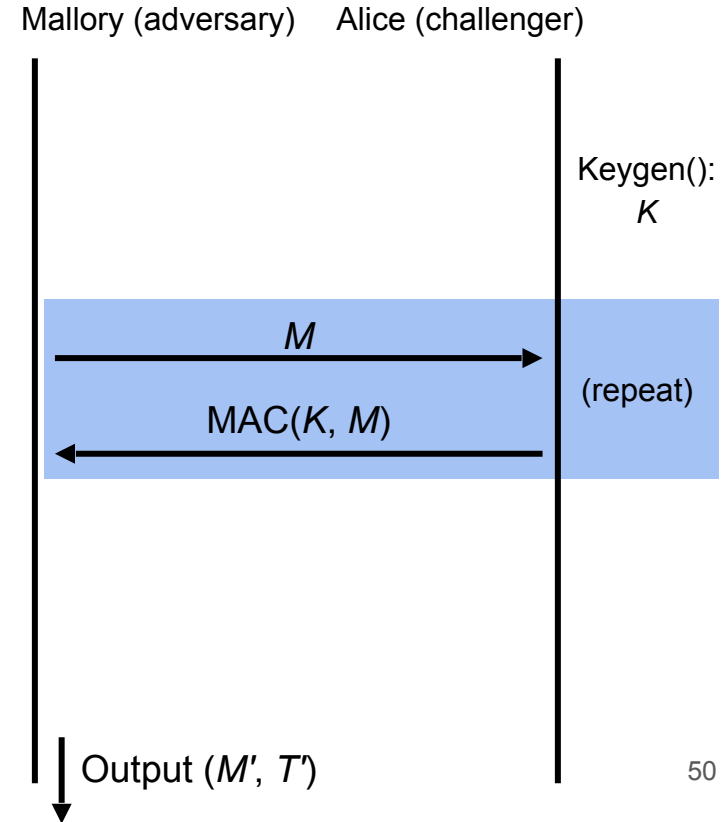 Mallory (adversary) Alice (challenger)
Keygen():
K
M
(repeat)
MAC(K, M)
Output (M', T')
50